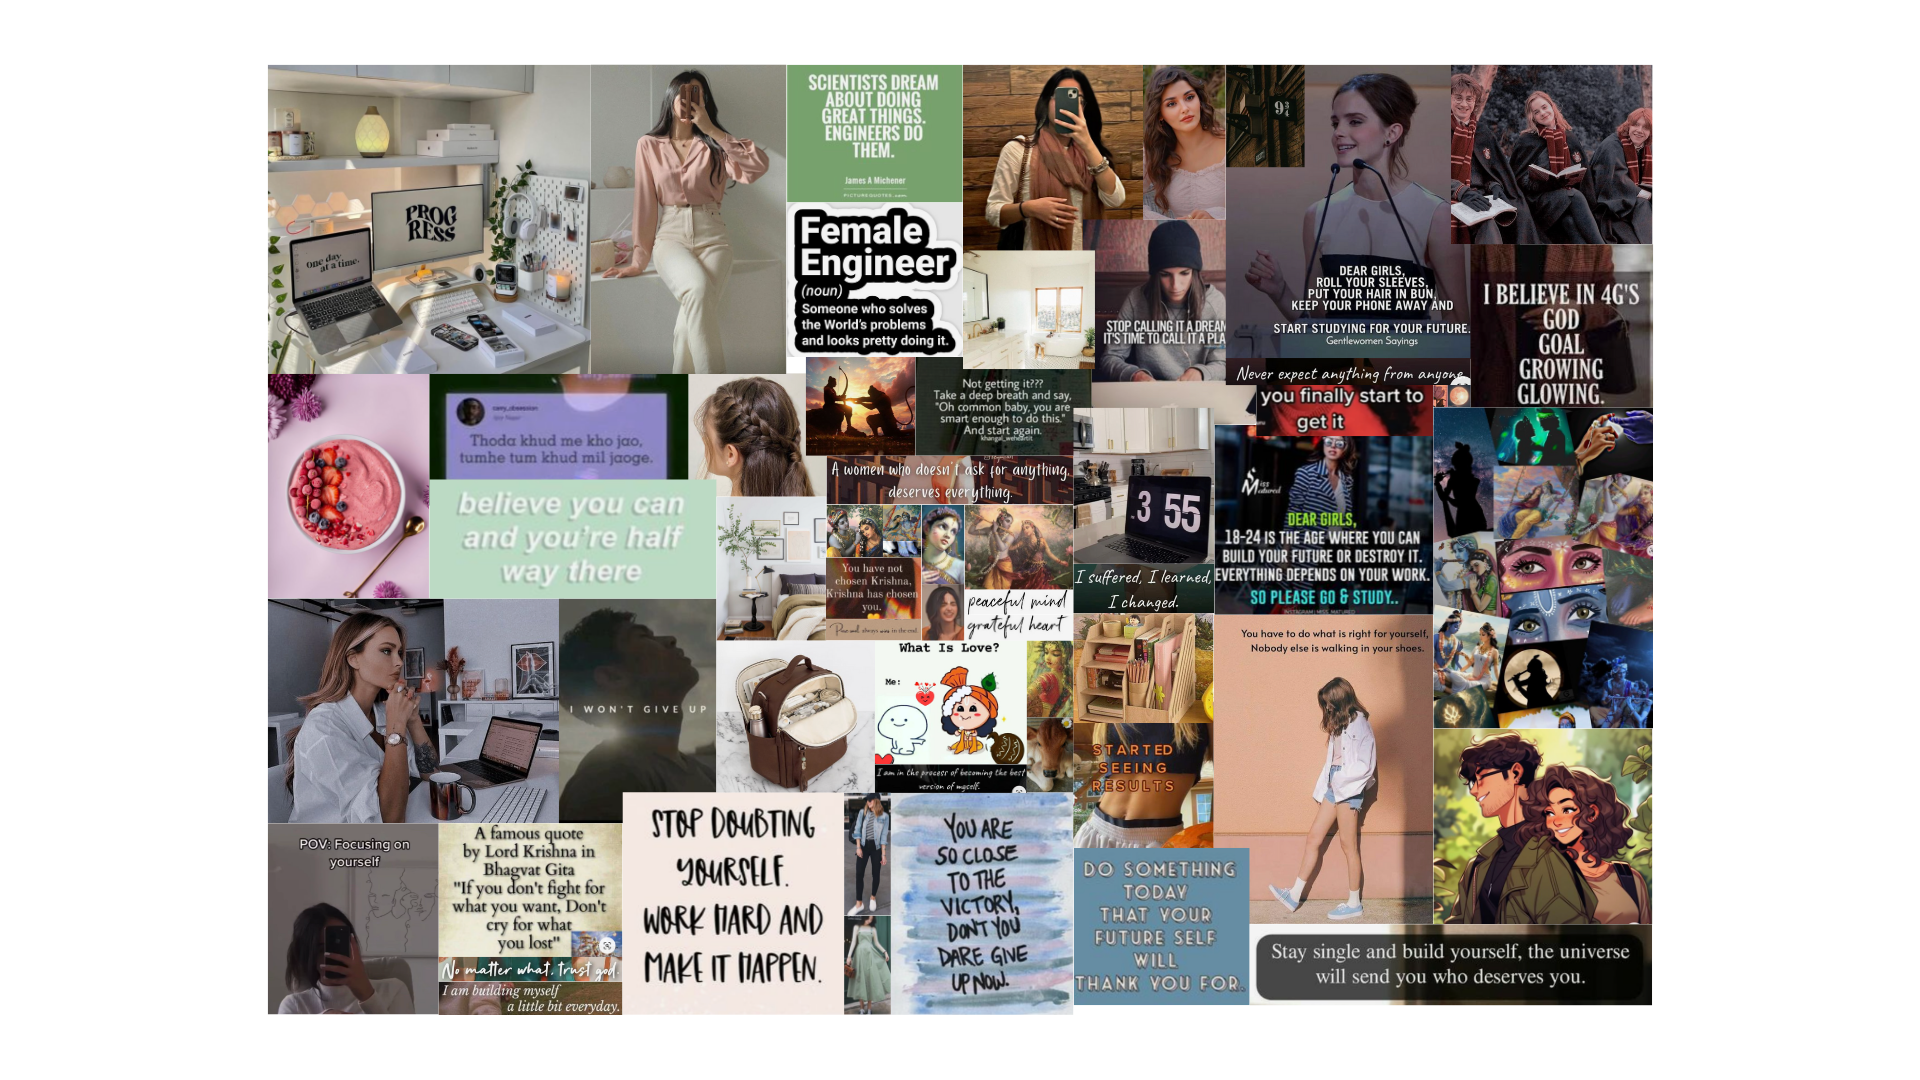 PROG
RESS
one day
at a time.
SCIENTISTS DREAM
ABOUT DOING
GREAT THINGS.
ENGINEERS DO
THEM.
James A Michener
PICTUREQUOTES.com
Female
Engineer
(noun)
Someone who solves
the World's problems
and looks pretty doing it.
9¾
STOP CALLING IT A DREAM
IT'S TIME TO CALL IT A PLA
DEAR GIRLS,
ROLL YOUR SLEEVES,
PUT YOUR HAIR IN BUN,
KEEP YOUR PHONE AWAY AND
START STUDYING FOR YOUR FUTURE.
Gentlewomen Sayings
I BELIEVE IN 4G'S
GOD
GOAL
GROWING
GLOWING.
Never expect anything from anyone
you finally start to
get it
Thoda khud me kho jao,
tumhe tum khud mil jaoge.
believe you can
and you're half
way there
Not getting it???
Take a deep breath and say,
"Oh common baby, you are
smart enough to do this."
And start again.
khangal_weheartit
A women who doesn't ask for anything,
deserves everything.
3 55
I suffered, I learned,
I changed.
Miss
Matured
DEAR GIRLS,
18-24 IS THE AGE WHERE YOU CAN
BUILD YOUR FUTURE OR DESTROY IT.
EVERYTHING DEPENDS ON YOUR WORK.
SO PLEASE GO & STUDY..
INSTAGRAM | MISS_MATURED
You have not
chosen Krishna,
Krishna has chosen
you.
peaceful mind
grateful heart
I WON'T GIVE UP
What Is Love?
Me:
I am in the process of becoming the best
version of myself.
STARTED
SEEING
RESULTS
You have to do what is right for yourself,
Nobody else is walking in your shoes.
POV: Focusing on
yourself
A famous quote
by Lord Krishna in
Bhagvat Gita
"If you don't fight for
what you want, Don't
cry for what
you lost"
No matter what, trust god.
I am building myself
a little bit everyday.
STOP DOUBTING
YOURSELF.
WORK HARD AND
MAKE IT HAPPEN.
YOU ARE
SO CLOSE
TO THE
VICTORY,
DON'T YOU
DARE GIVE
UP NOW.
DO SOMETHING
TODAY
THAT YOUR
FUTURE SELF
WILL
THANK YOU FOR.
Stay single and build yourself, the universe
will send you who deserves you.